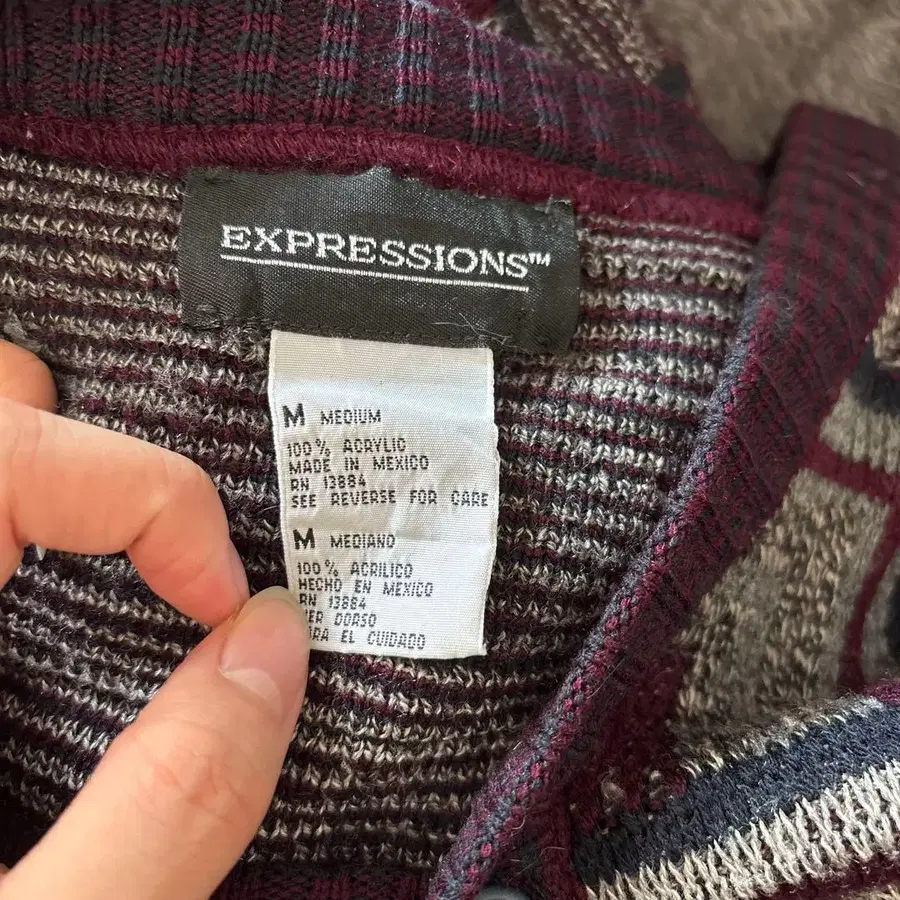 EXPRESSIONS™
M MEDIUM
100% ACRYLIC
MADE IN MEXICO
RN 13884
SEE REVERSE FOR CARE
M MEDIANO
100% ACRILICO
HECHO EN MEXICO
RN 13884
DORSO
EL CUIDADO